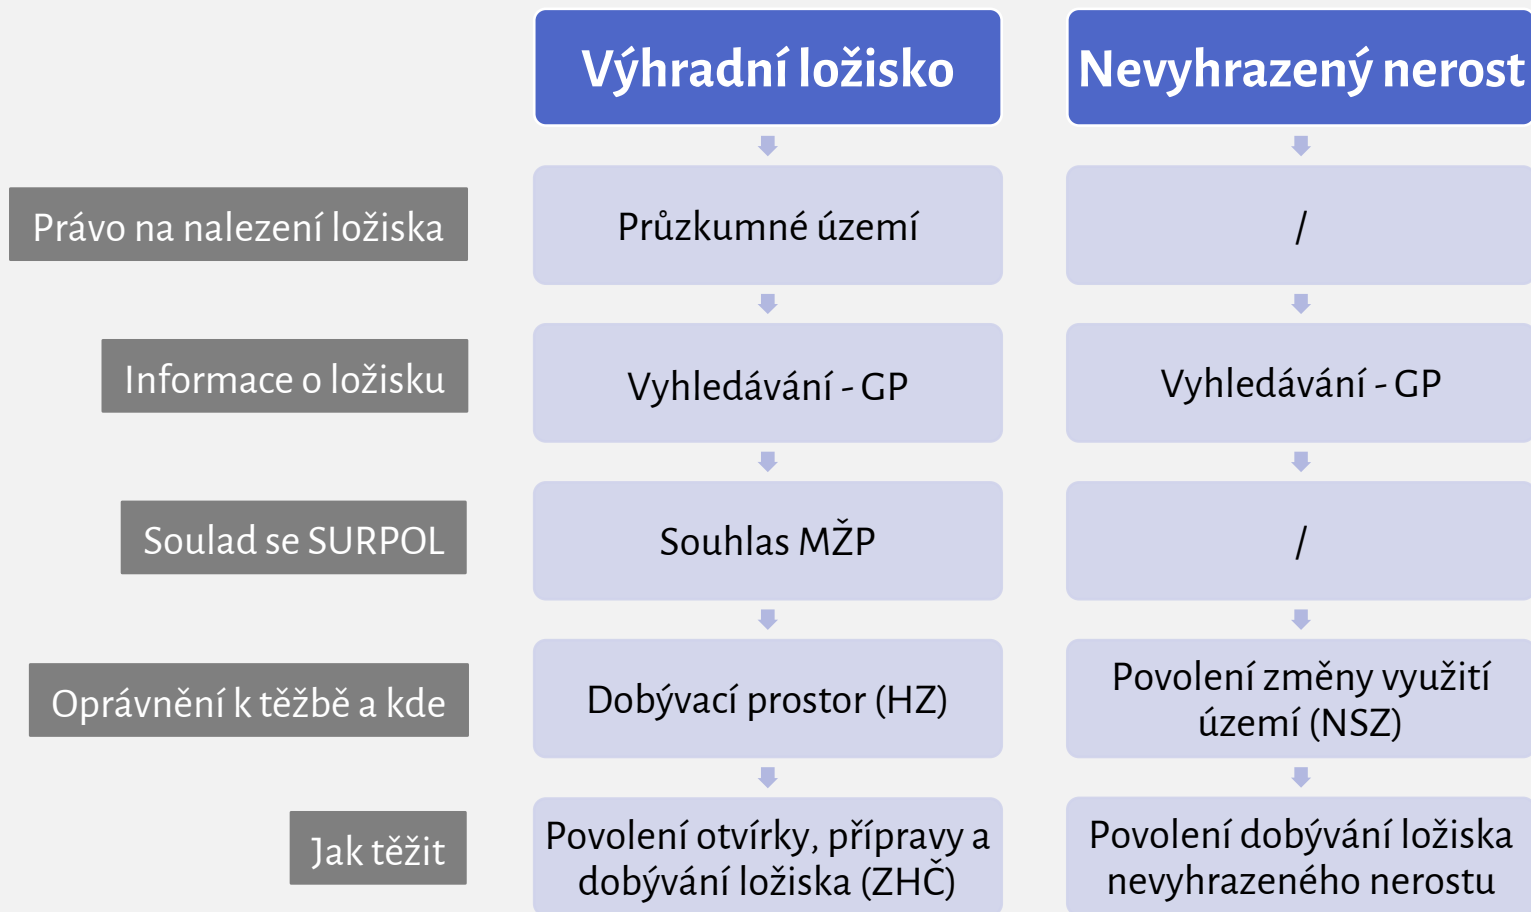 Výhradní ložisko
Nevyhrazený nerost
Právo na nalezení ložiska
Průzkumné území
/
Informace o ložisku
Vyhledávání - GP
Vyhledávání - GP
Soulad se SURPOL
Souhlas MŽP
/
Oprávnění k těžbě a kde
Dobývací prostor (HZ)
Povolení změny využití
území (NSZ)
Jak těžit
Povolení otvírky, přípravy a
dobývání ložiska (ZHČ)
Povolení dobývání ložiska
nevyhrazeného nerostu